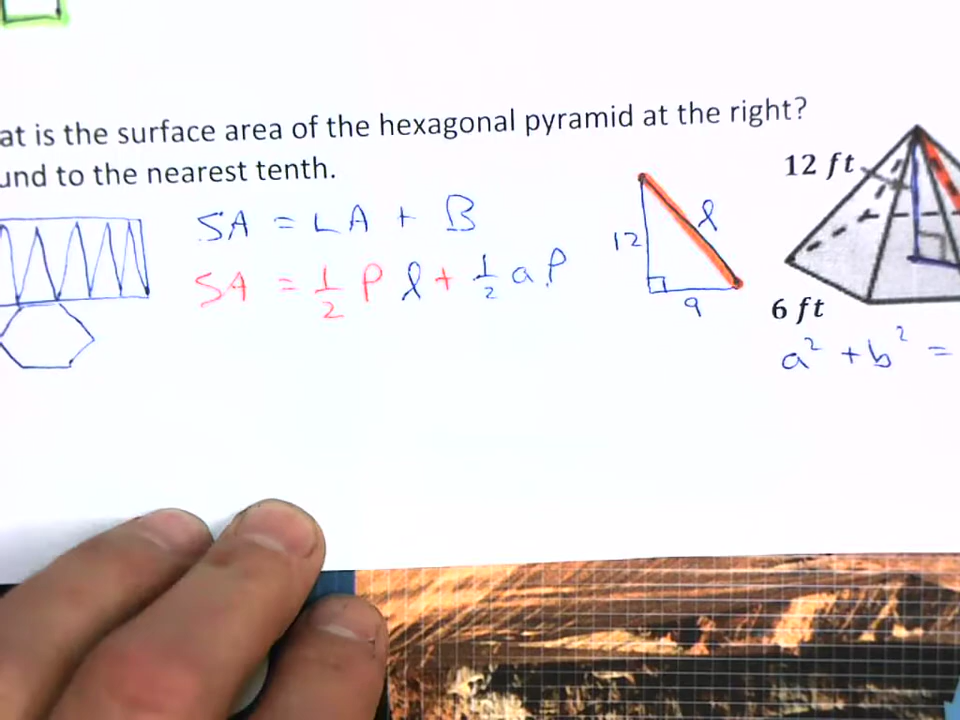 at is the surface area of the hexagonal pyramid at the right?
und to the nearest tenth.
SA = LA + B
SA = 1/2 P l + 1/2 a P
12
l
9
12 ft
6 ft
a² + b² =